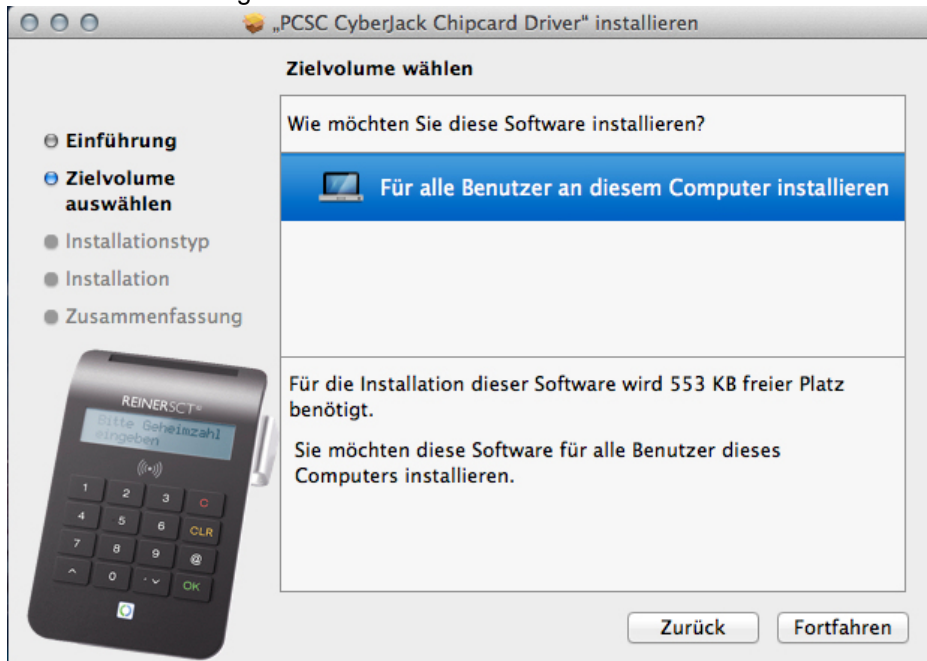 „PCSC CyberJack Chipcard Driver“ installieren
Zielvolume wählen
Einführung
Zielvolume
auswählen
Installationstyp
Installation
Zusammenfassung
Wie möchten Sie diese Software installieren?
Für alle Benutzer an diesem Computer installieren
Für die Installation dieser Software wird 553 KB freier Platz
benötigt.
Sie möchten diese Software für alle Benutzer dieses
Computers installieren.
REINERSCT®
Bitte Geheimzahl
eingeben
1 2 3 C
4 5 6 CLR
7 8 9 @
0 OK
Zurück Fortfahren